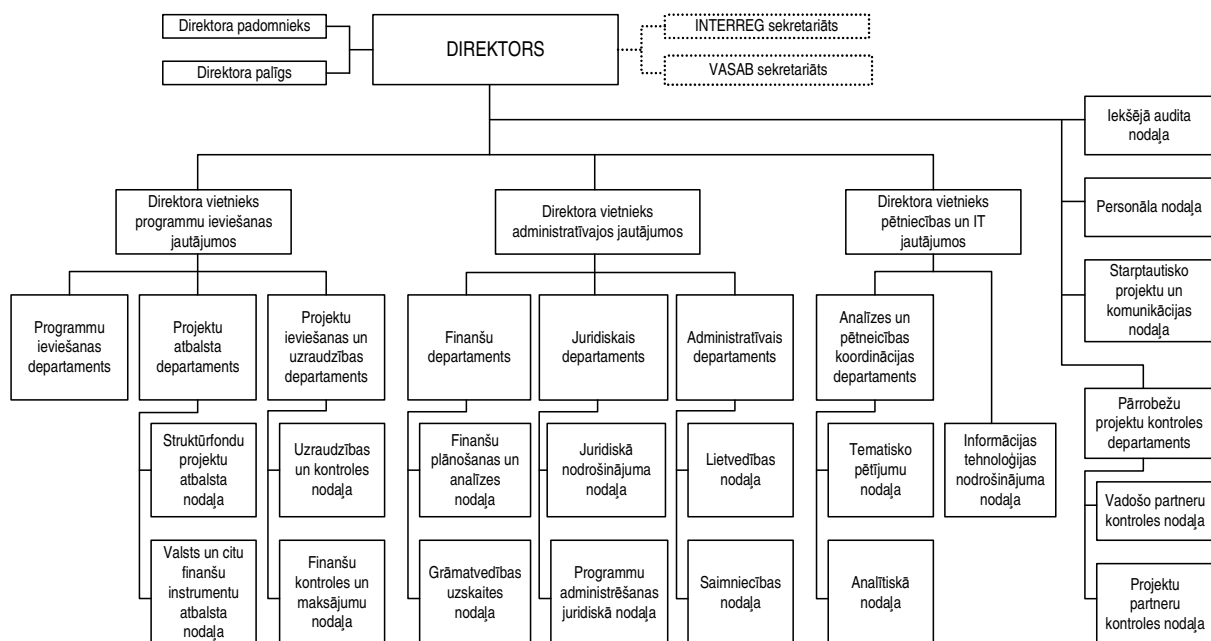 Direktora padomnieks
Direktora palīgs
DIREKTORS
INTERREG sekretariāts
VASAB sekretariāts
Iekšējā audita
nodaļa
Personāla nodaļa
Starptautisko
projektu un
komunikācijas
nodaļa
Pārrobežu
projektu kontroles
departaments
Vadošo partneru
kontroles nodaļa
Projektu
partneru
kontroles nodaļa
Direktora vietnieks
programmu ieviešanas
jautājumos
Direktora vietnieks
administratīvajos jautājumos
Direktora vietnieks
pētniecības un IT
jautājumos
Programmu
ieviešanas
departaments
Projektu
atbalsta
departaments
Projektu
ieviešanas un
uzraudzības
departaments
Finanšu
departaments
Juridiskais
departaments
Administratīvais
departaments
Analīzes un
pētneicības
koordinācijas
departaments
Struktūrfondu
projektu
atbalsta
nodaļa
Uzraudzības
un kontroles
nodaļa
Finanšu
plānošanas un
analīzes
nodaļa
Juridiskā
nodrošinājuma
nodaļa
Lietvedības
nodaļa
Tematisko
pētījumu
nodaļa
Informācijas
tehnoloģijas
nodrošinājuma
nodaļa
Valsts un citu
finanšu
instrumentu
atbalsta
nodaļa
Finanšu
kontroles un
maksājumu
nodaļa
Grāmatvedības
uzskaites
nodaļa
Programmu
administrēšanas
juridiskā nodaļa
Saimniecības
nodaļa
Analītiskā
nodaļa